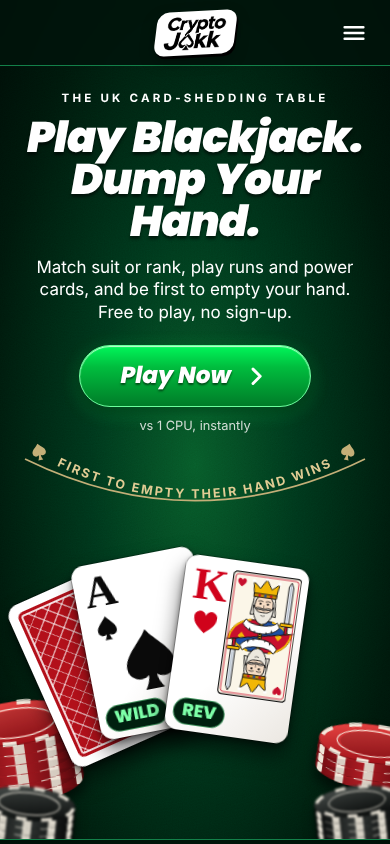 Crypto
Jokk
THE UK CARD-SHEDDING TABLE
Play Blackjack.
Dump Your
Hand.
Match suit or rank, play runs and power
cards, and be first to empty your hand.
Free to play, no sign-up.
Play Now
vs 1 CPU, instantly
FIRST TO EMPTY THEIR HAND WINS
A
K
WILD
REV